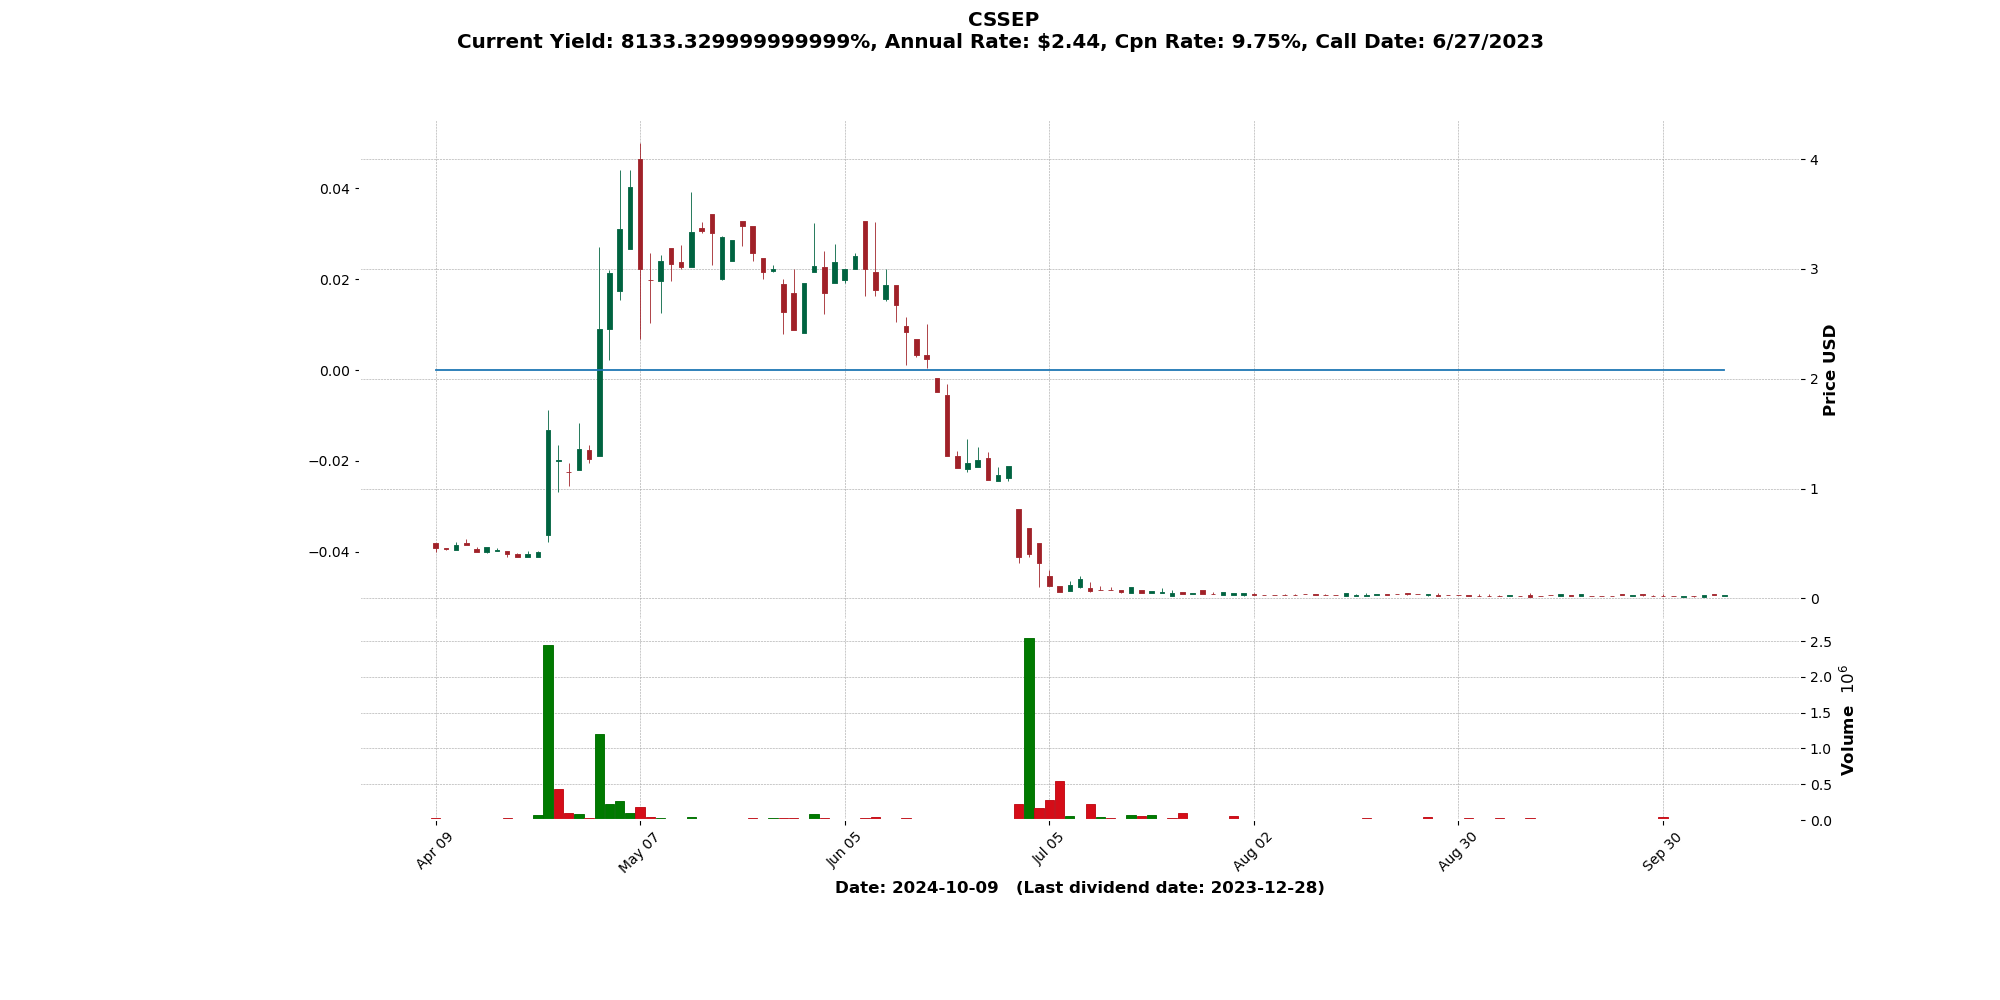 CSSEP
Current Yield: 8133.329999999999%, Annual Rate: $2.44, Cpn Rate: 9.75%, Call Date: 6/27/2023
0.04
0.02
0.00
−0.02
−0.04
4
3
2
1
0
Price USD
2.5
2.0
1.5
1.0
0.5
0.0
Volume 10^6
Apr 09
May 07
Jun 05
Jul 05
Aug 02
Aug 30
Sep 30
Date: 2024-10-09 (Last dividend date: 2023-12-28)